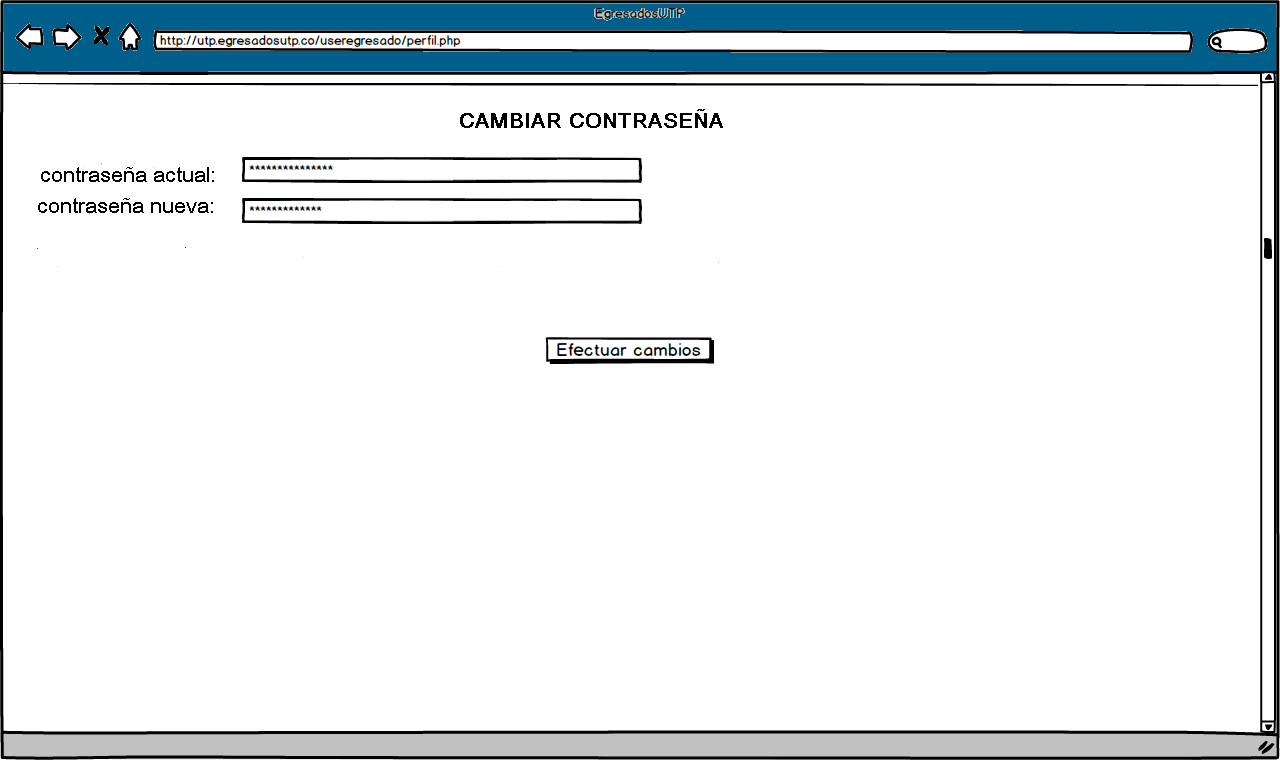 EgresadosUTP
http://utp.egresadosutp.co/useregresado/perfil.php
CAMBIAR CONTRASEÑA
contraseña actual: ***************
contraseña nueva: *************
Efectuar cambios